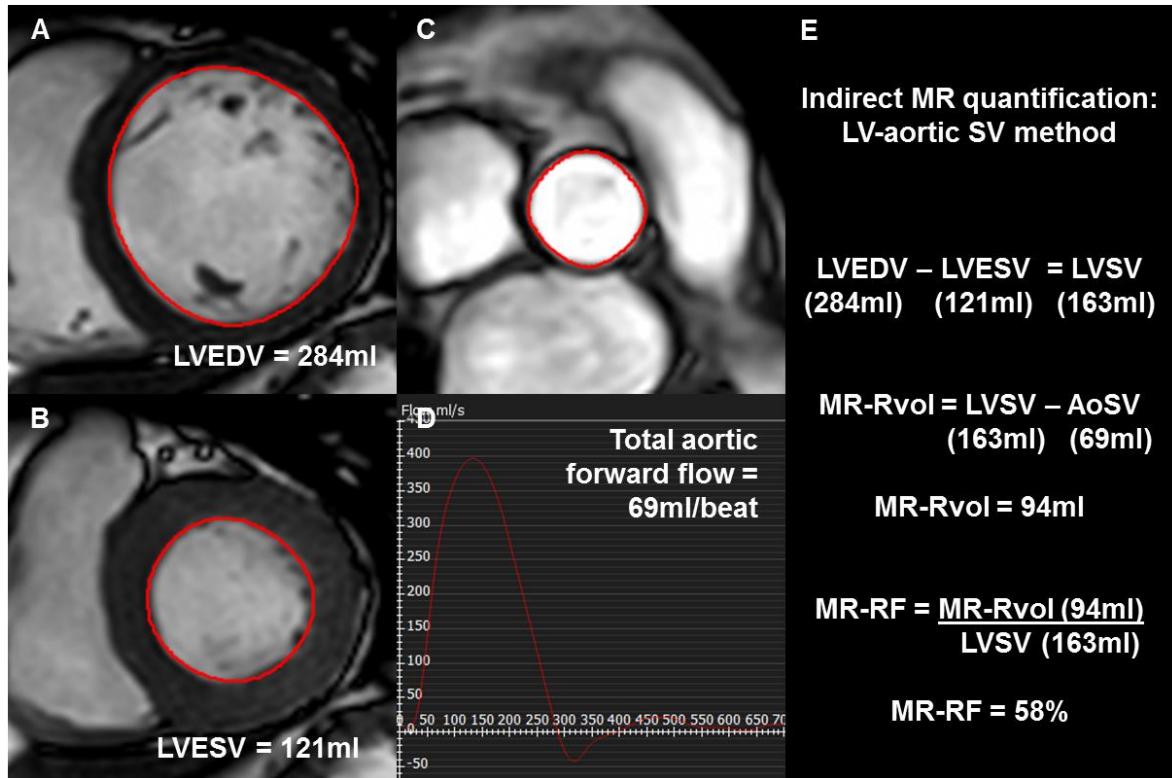 A
LVEDV = 284ml
B
LVESV = 121ml
C
D
ml/s
Total aortic
forward flow =
69ml/beat
400
350
300
250
200
150
100
50
0
-50
0 50 100 150 200 250 300 350 400 450 500 550 600 650 70
E
Indirect MR quantification:
LV-aortic SV method
LVEDV – LVESV = LVSV
(284ml) (121ml) (163ml)
MR-Rvol = LVSV – AoSV
(163ml) (69ml)
MR-Rvol = 94ml
MR-RF = MR-Rvol (94ml)
LVSV (163ml)
MR-RF = 58%